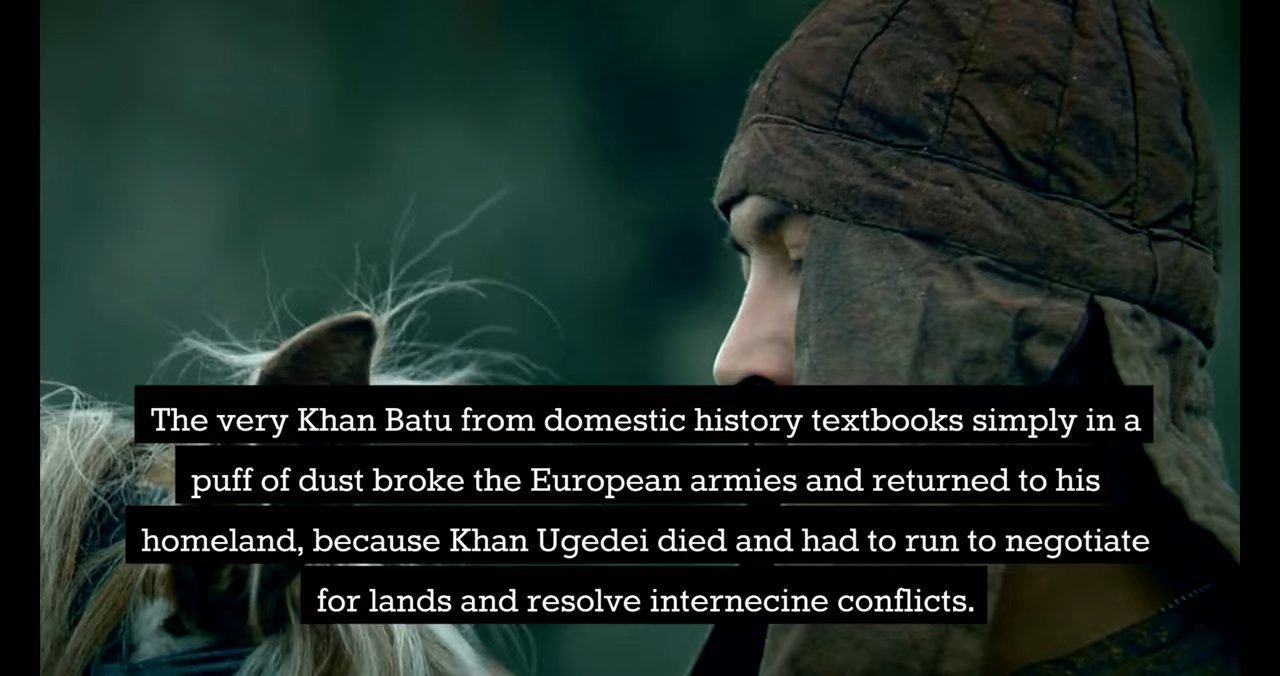 The very Khan Batu from domestic history textbooks simply in a
puff of dust broke the European armies and returned to his
homeland, because Khan Ugedei died and had to run to negotiate
for lands and resolve internecine conflicts.